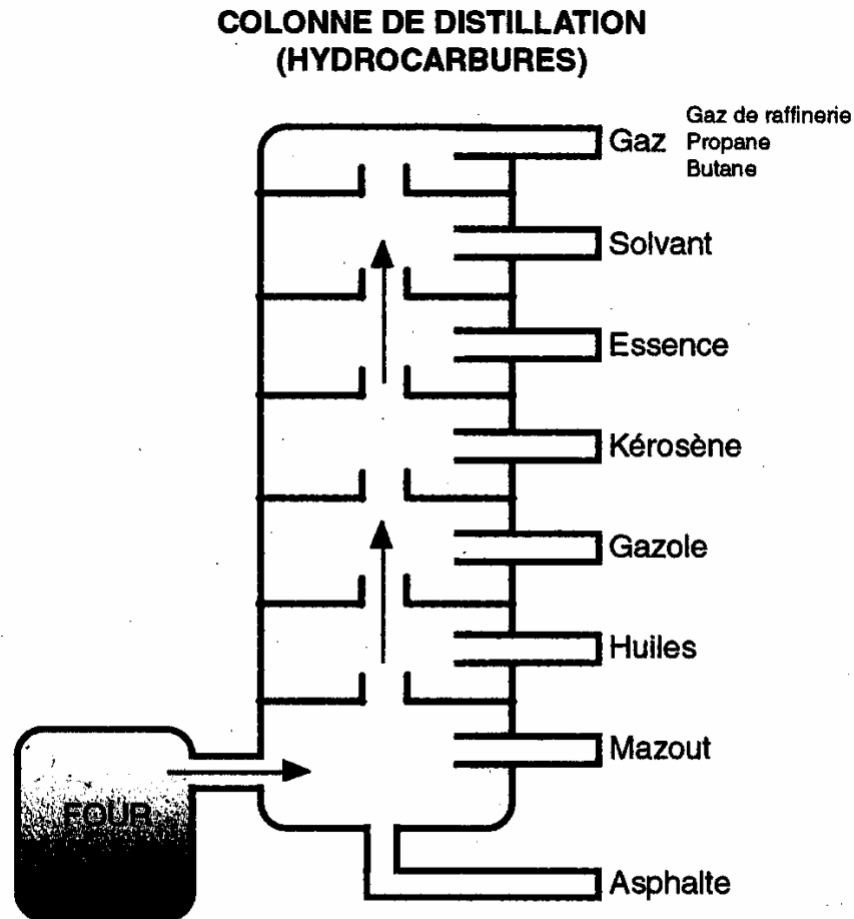 COLONNE DE DISTILLATION
(HYDROCARBURES)
Gaz
Gaz de raffinerie
Propane
Butane
Solvant
Essence
Kérosène
Gazole
Huiles
Mazout
FOUR
Asphalte